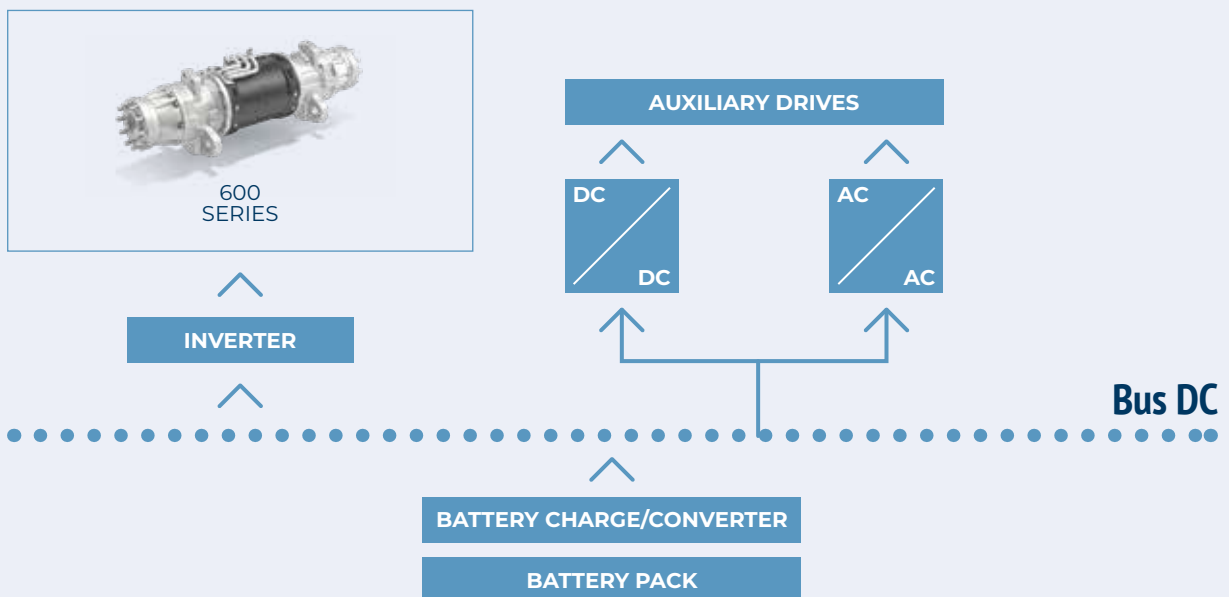 600
SERIES
AUXILIARY DRIVES
DC
DC
AC
AC
INVERTER
Bus DC
BATTERY CHARGE/CONVERTER
BATTERY PACK